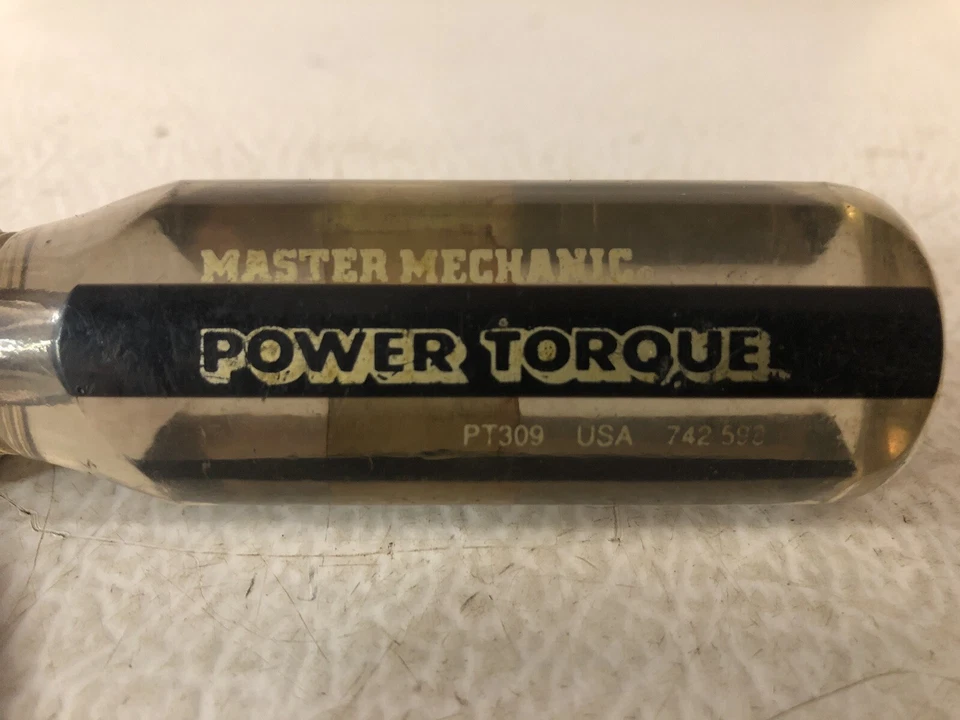 MASTER MECHANIC®
POWER TORQUE
PT309 USA 742